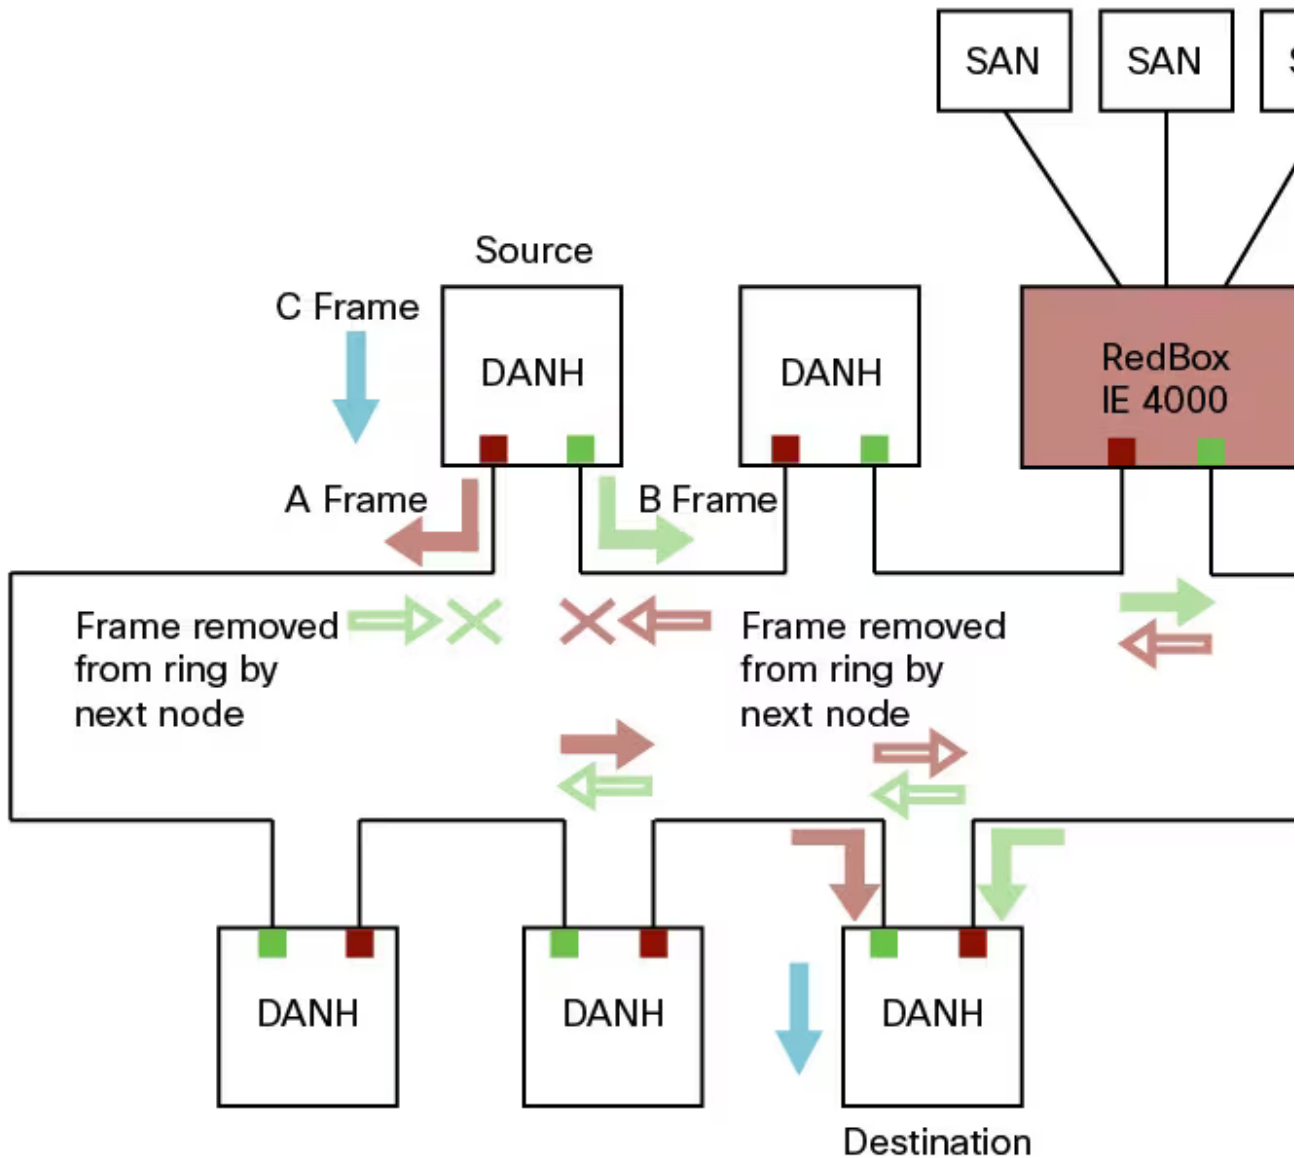 SAN
SAN
S
Source
C Frame
DANH
DANH
RedBox
IE 4000
A Frame
B Frame
Frame removed
from ring by
next node
Frame removed
from ring by
next node
DANH
DANH
DANH
Destination